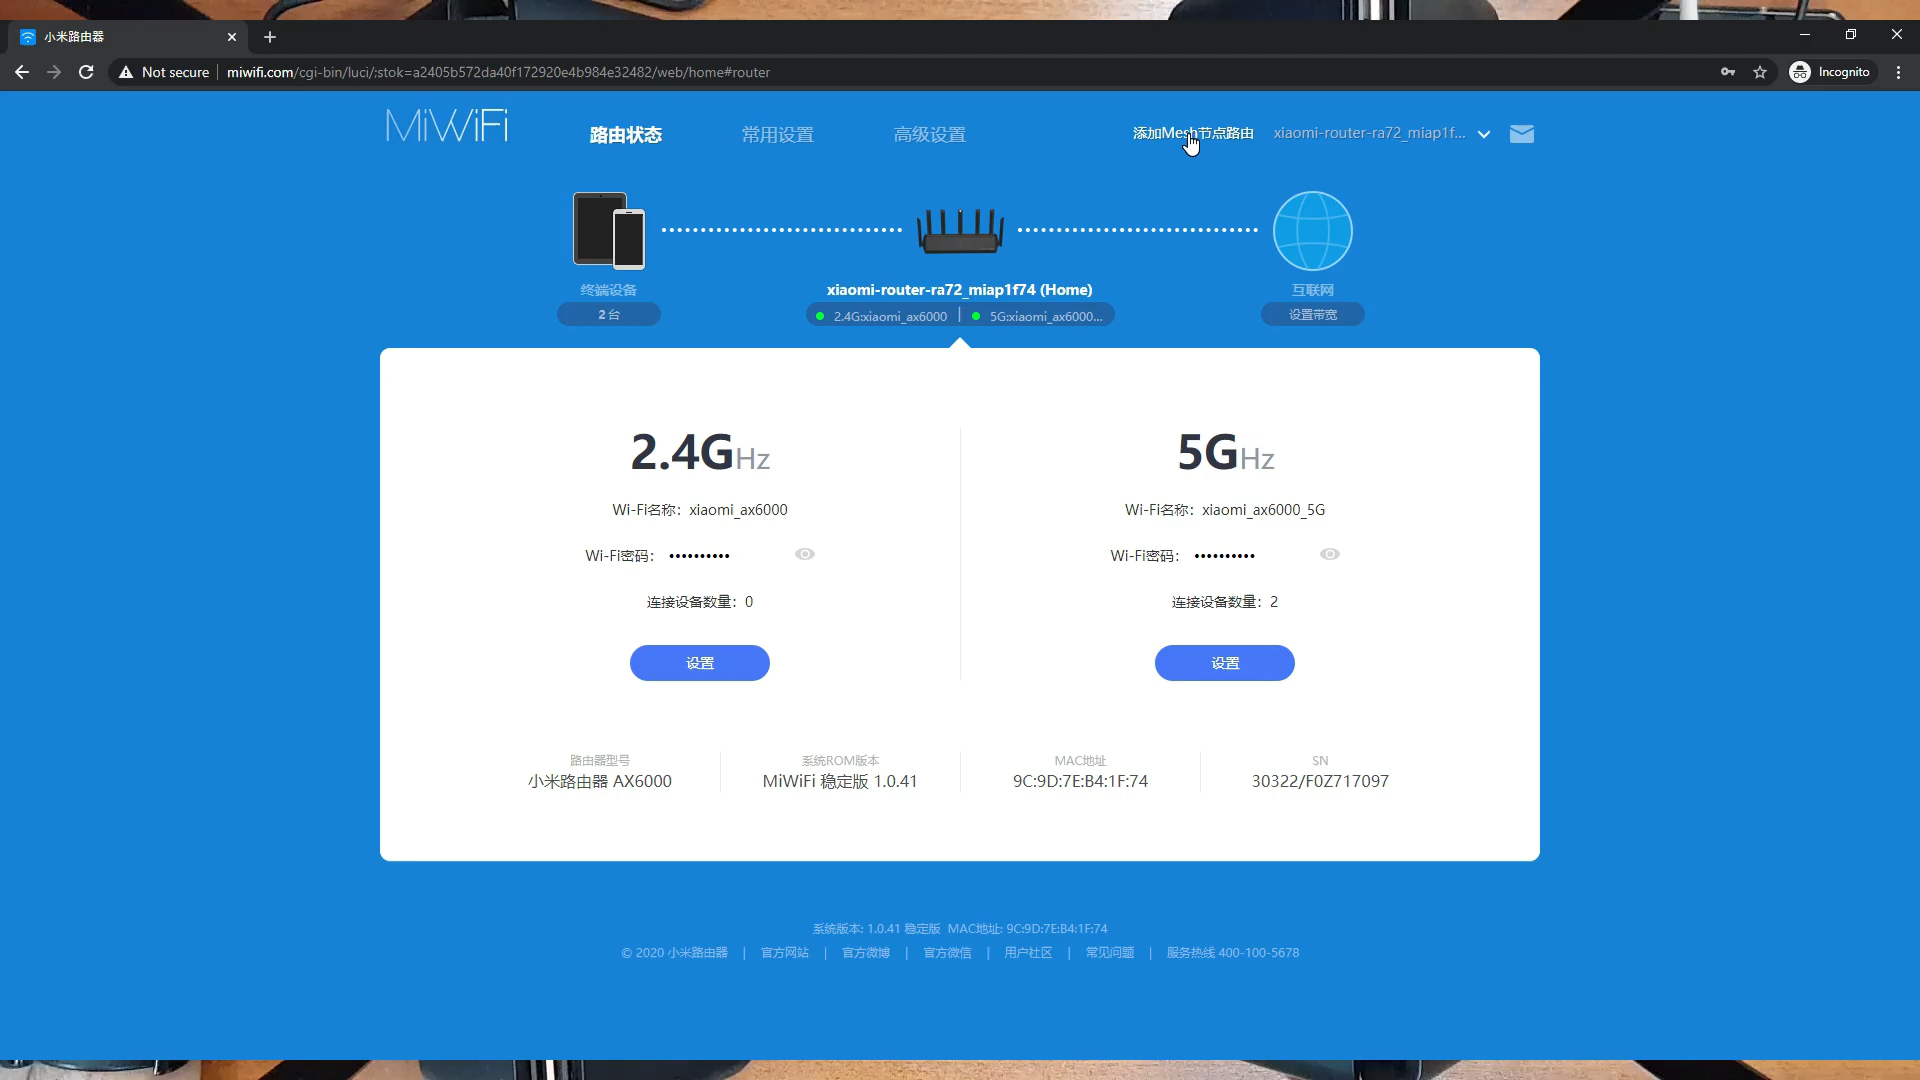 小米路由器
Not secure
miwifi.com/cgi-bin/luci/;stok=a2405b572da40f172920e4b984e32482/web/home#router
Incognito
MiWiFi
路由状态
常用设置
高级设置
添加Mesh节点路由
xiaomi-router-ra72_miap1f...
终端设备
2 台
xiaomi-router-ra72_miap1f74 (Home)
2.4G:xiaomi_ax6000
5G:xiaomi_ax6000...
互联网
设置带宽
2.4GHz
Wi-Fi名称：xiaomi_ax6000
Wi-Fi密码： ••••••••••
连接设备数量：0
设置
5GHz
Wi-Fi名称：xiaomi_ax6000_5G
Wi-Fi密码： ••••••••••
连接设备数量：2
设置
路由器型号
小米路由器 AX6000
系统ROM版本
MiWiFi 稳定版 1.0.41
MAC地址
9C:9D:7E:B4:1F:74
SN
30322/F0Z717097
系统版本: 1.0.41 稳定版 MAC地址: 9C:9D:7E:B4:1F:74
© 2020 小米路由器 | 官方网站 | 官方微博 | 官方微信 | 用户社区 | 常见问题 | 服务热线 400-100-5678